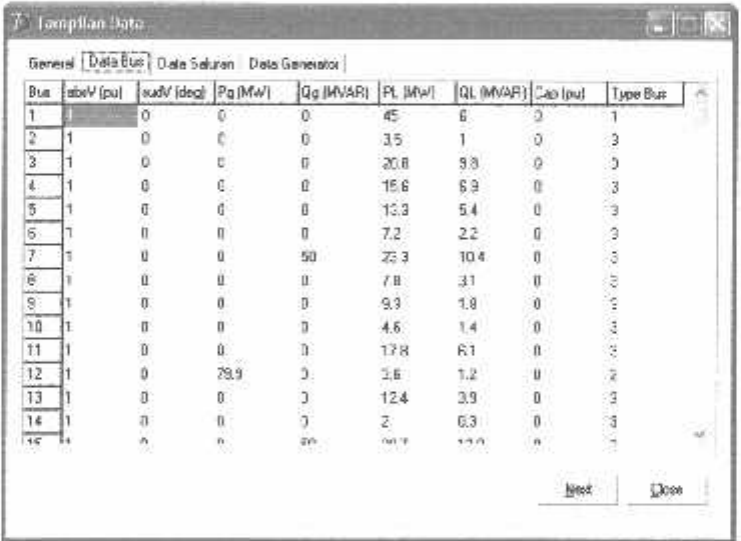 Tampilan Data
General Data Bus Data Saluran Data Generator
Bus absV (pu) sudV (deg) Pg (MW) Qg (MVAR) PL (MW) QL (MVAR) Cap (pu) Type Bus
1 1 0 0 0 45 6 0 1
2 1 0 0 0 3.5 1 0 3
3 1 0 0 0 20.8 9.8 0
4 1 0 0 0 15.6 6.9 0 3
5 1 0 0 0 13.3 5.4 0 3
6 1 0 0 0 7.2 2.2 0 3
7 1 0 0 50 23.3 10.4 0 3
8 1 0 0 0 7.8 3.1 0 3
9 1 0 0 0 9.3 1.8 0 3
10 1 0 0 0 4.6 1.4 0 3
11 1 0 0 0 17.8 6.1 0 3
12 1 0 79.9 0 3.6 1.2 0 2
13 1 0 0 0 12.4 3.9 0 3
14 1 0 0 0 2 0.3 0 3
15 1 0 0 50
Next Close